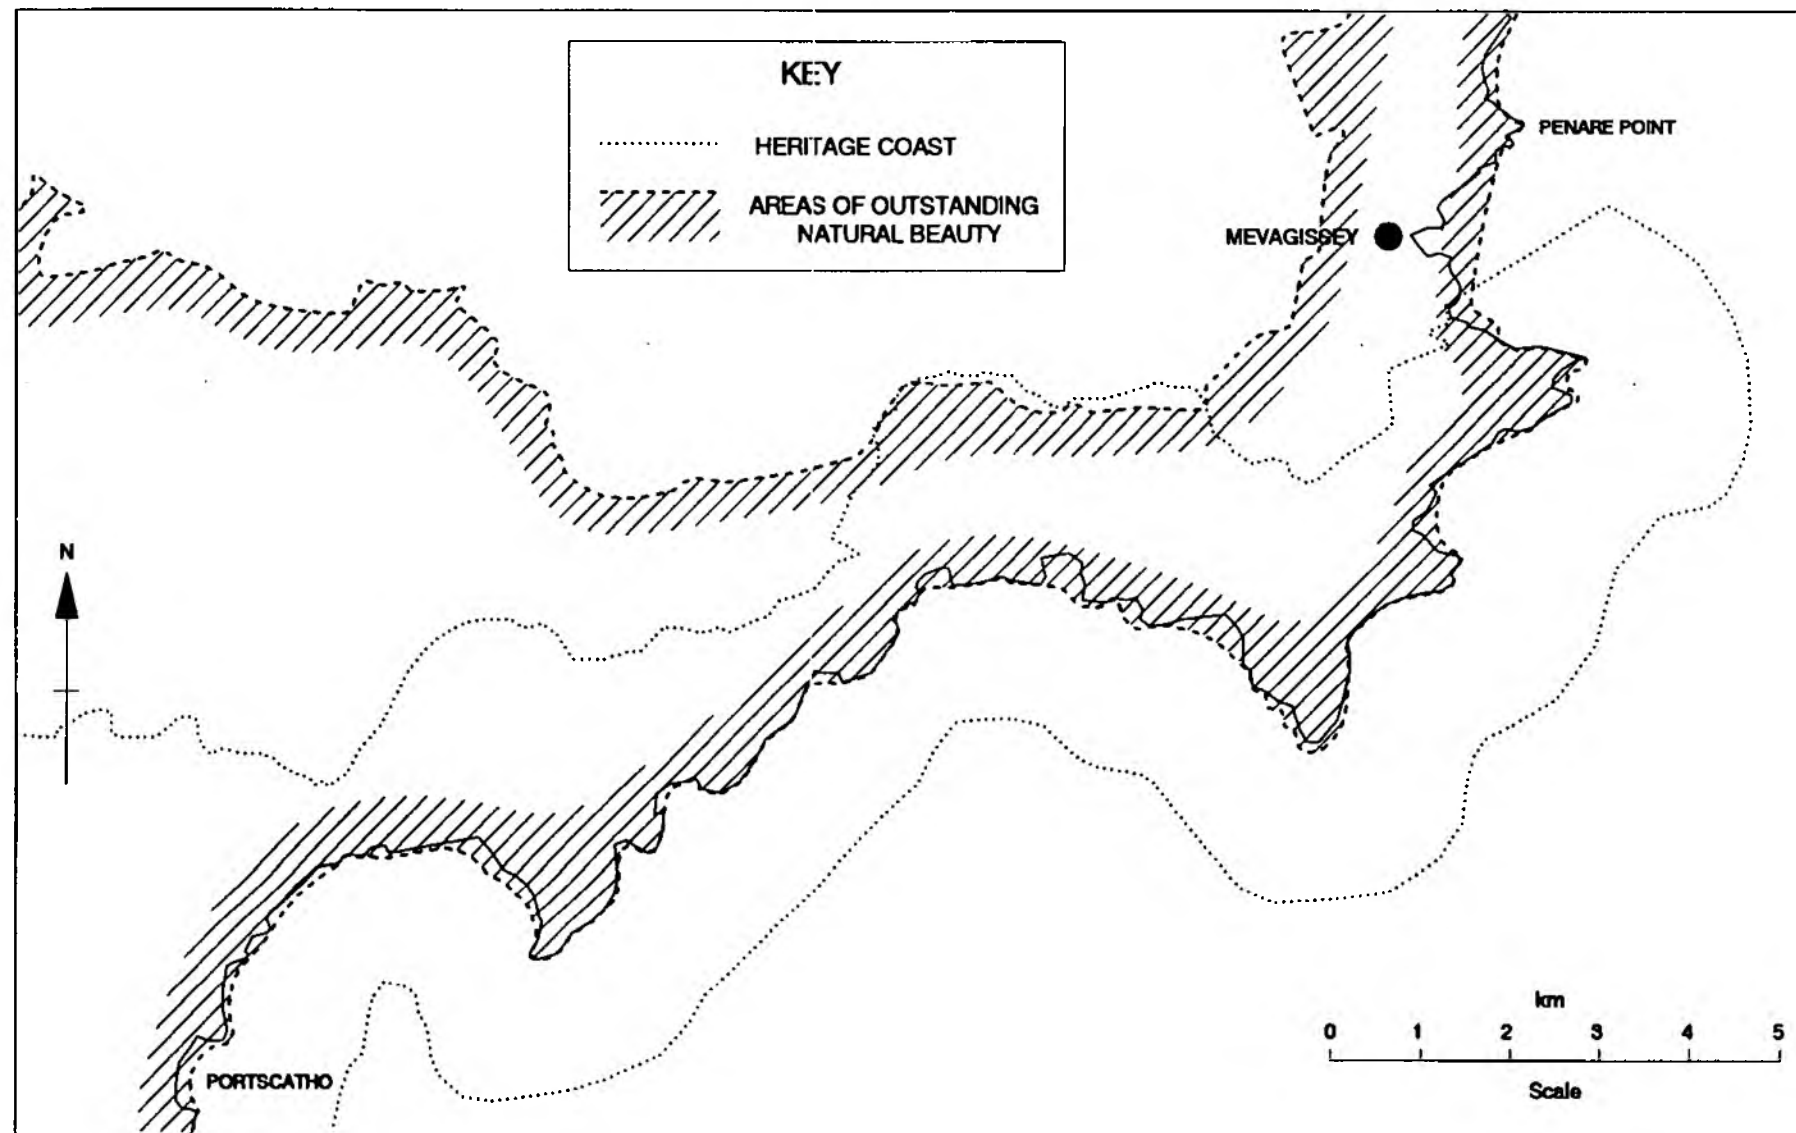 KEY
HERITAGE COAST
AREAS OF OUTSTANDING
NATURAL BEAUTY
PENARE POINT
MEVAGISSEY
N
PORTSCATHO
km
0 1 2 3 4 5
Scale